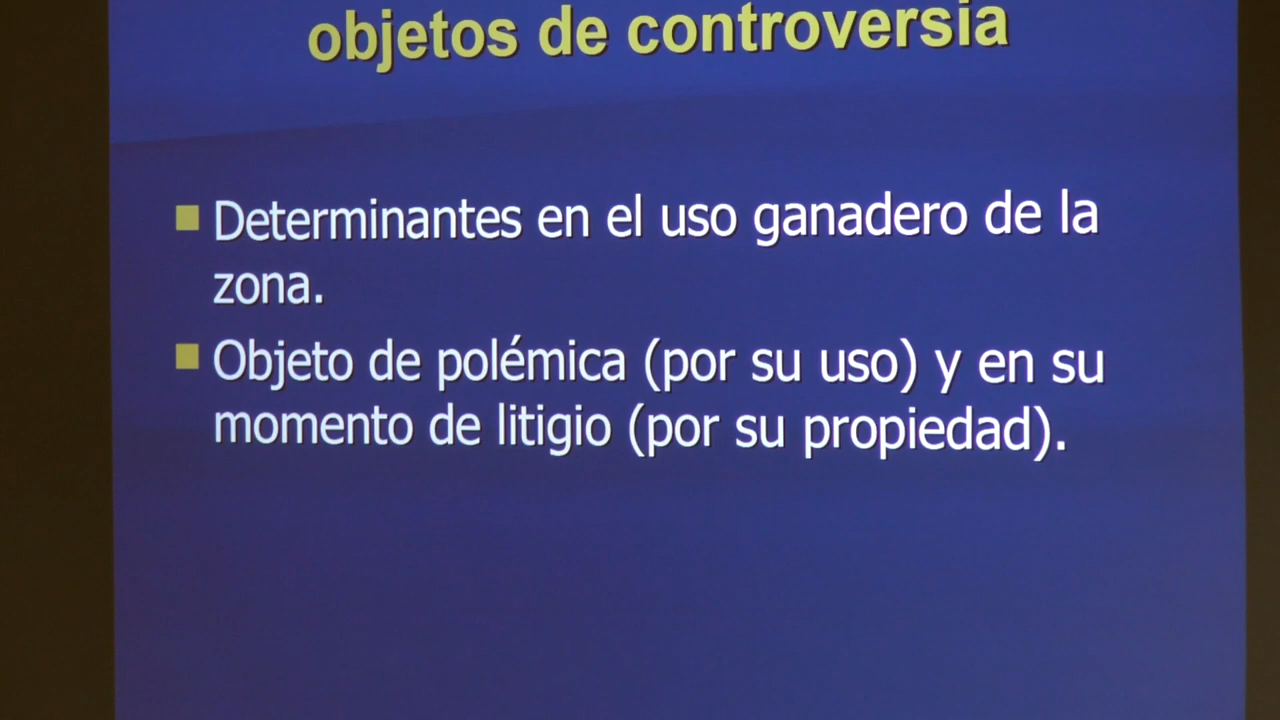 objetos de controversia
Determinantes en el uso ganadero de la
zona.
Objeto de polémica (por su uso) y en su
momento de litigio (por su propiedad).